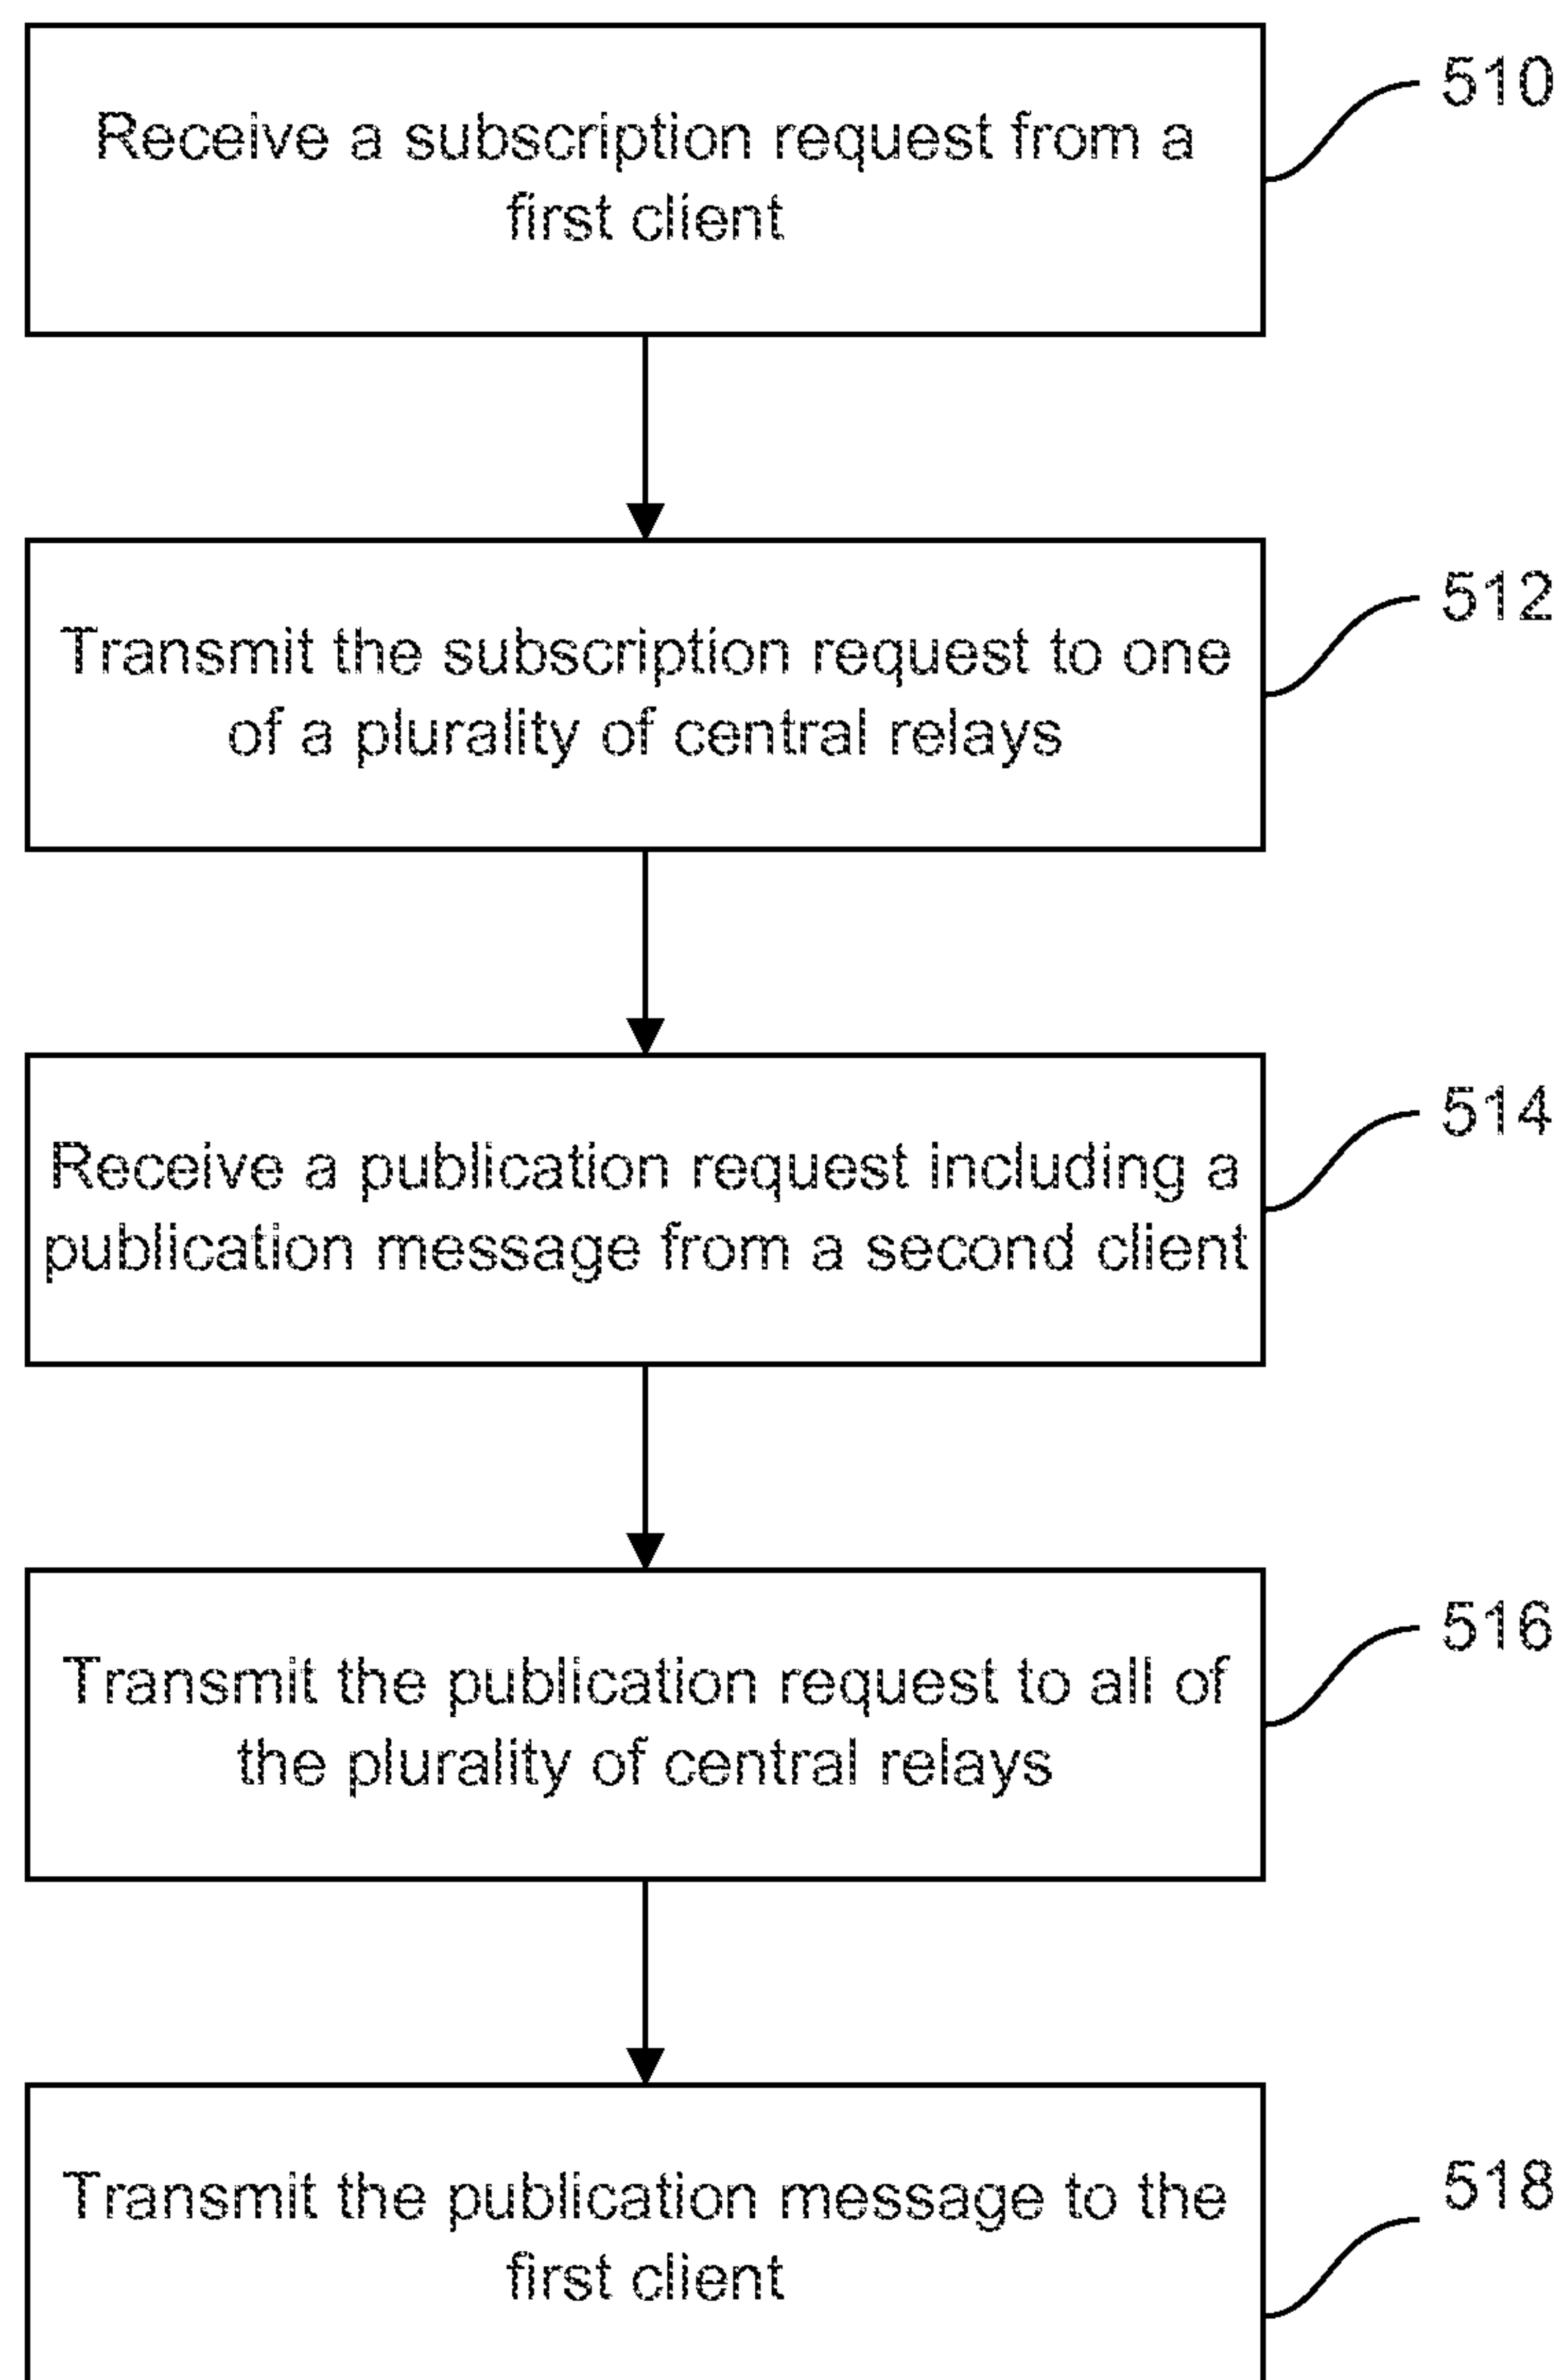 Receive a subscription request from a
first client
510
Transmit the subscription request to one
of a plurality of central relays
512
Receive a publication request including a
publication message from a second client
514
Transmit the publication request to all of
the plurality of central relays
516
Transmit the publication message to the
first client
518